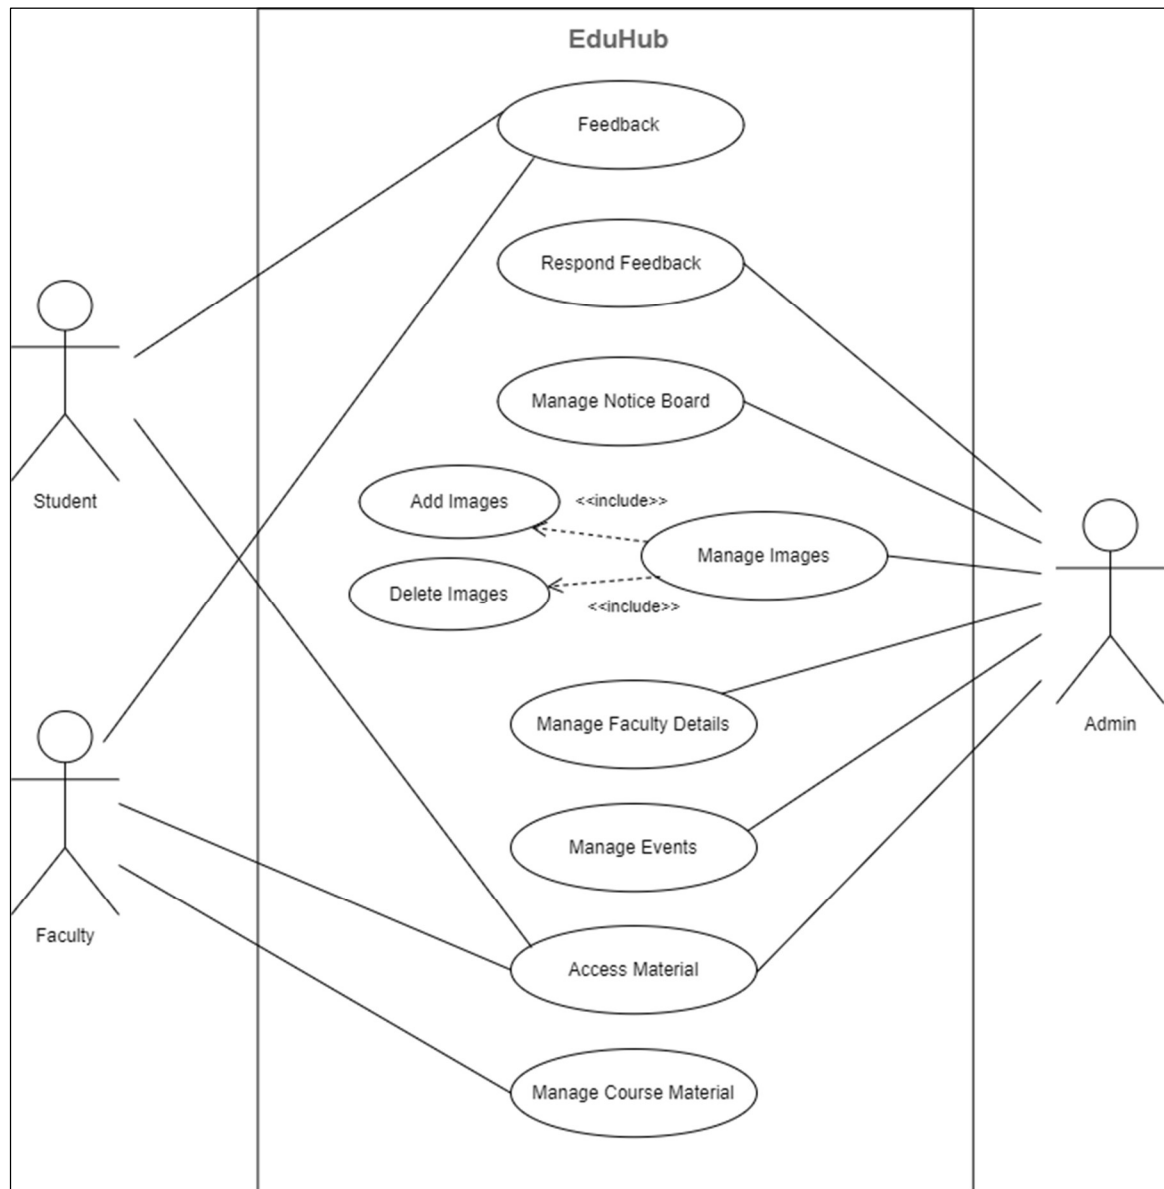 EduHub
Feedback
Respond Feedback
Manage Notice Board
Add Images
<<include>>
Manage Images
Delete Images
<<include>>
Manage Faculty Details
Manage Events
Access Material
Manage Course Material
Student
Faculty
Admin